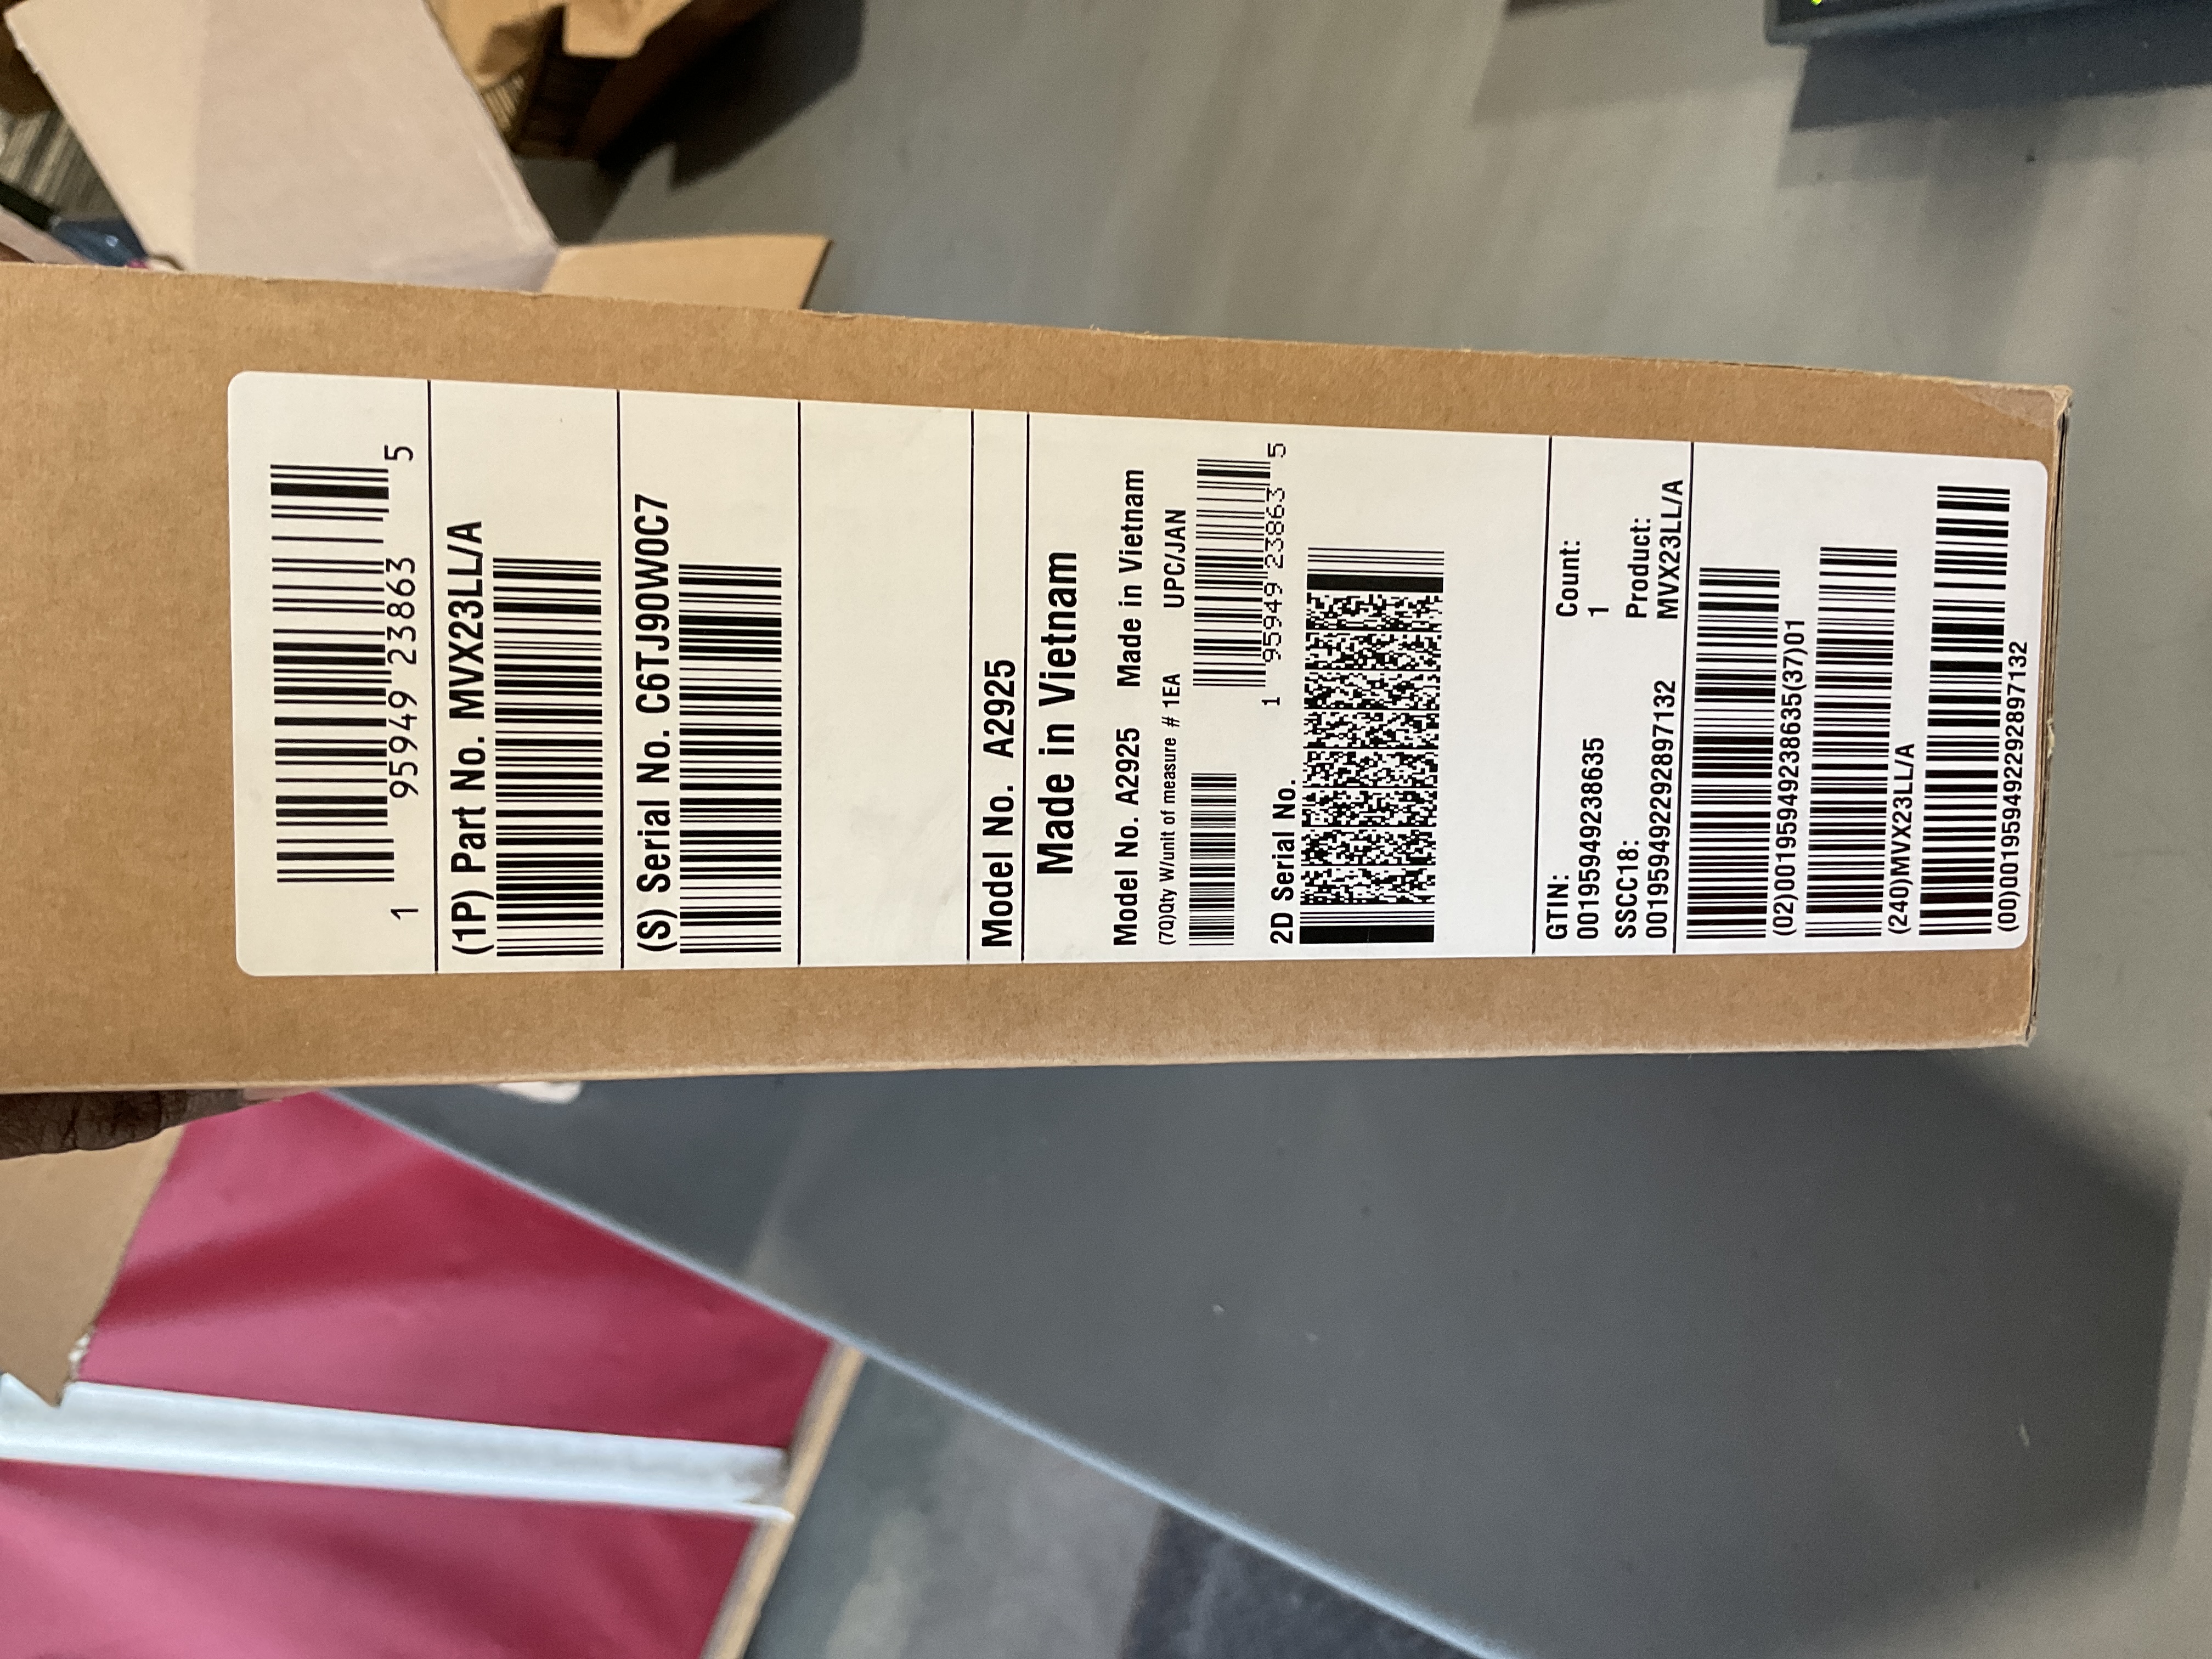 1 95949 23863 5
(1P) Part No. MVX23LL/A
(S) Serial No. C6TJ90W0C7
Model No. A2925
Made in Vietnam
Model No. A2925 Made in Vietnam
(7Q)Qty W/unit of measure # 1EA UPC/JAN
1 95949 23863 5
2D Serial No.
GTIN: Count:
00195949238635 1
SSCC18: Product:
001959492292897132 MVX23LL/A
(02)00195949238635(37)01
(240)MVX23LL/A
(00)001959492292897132